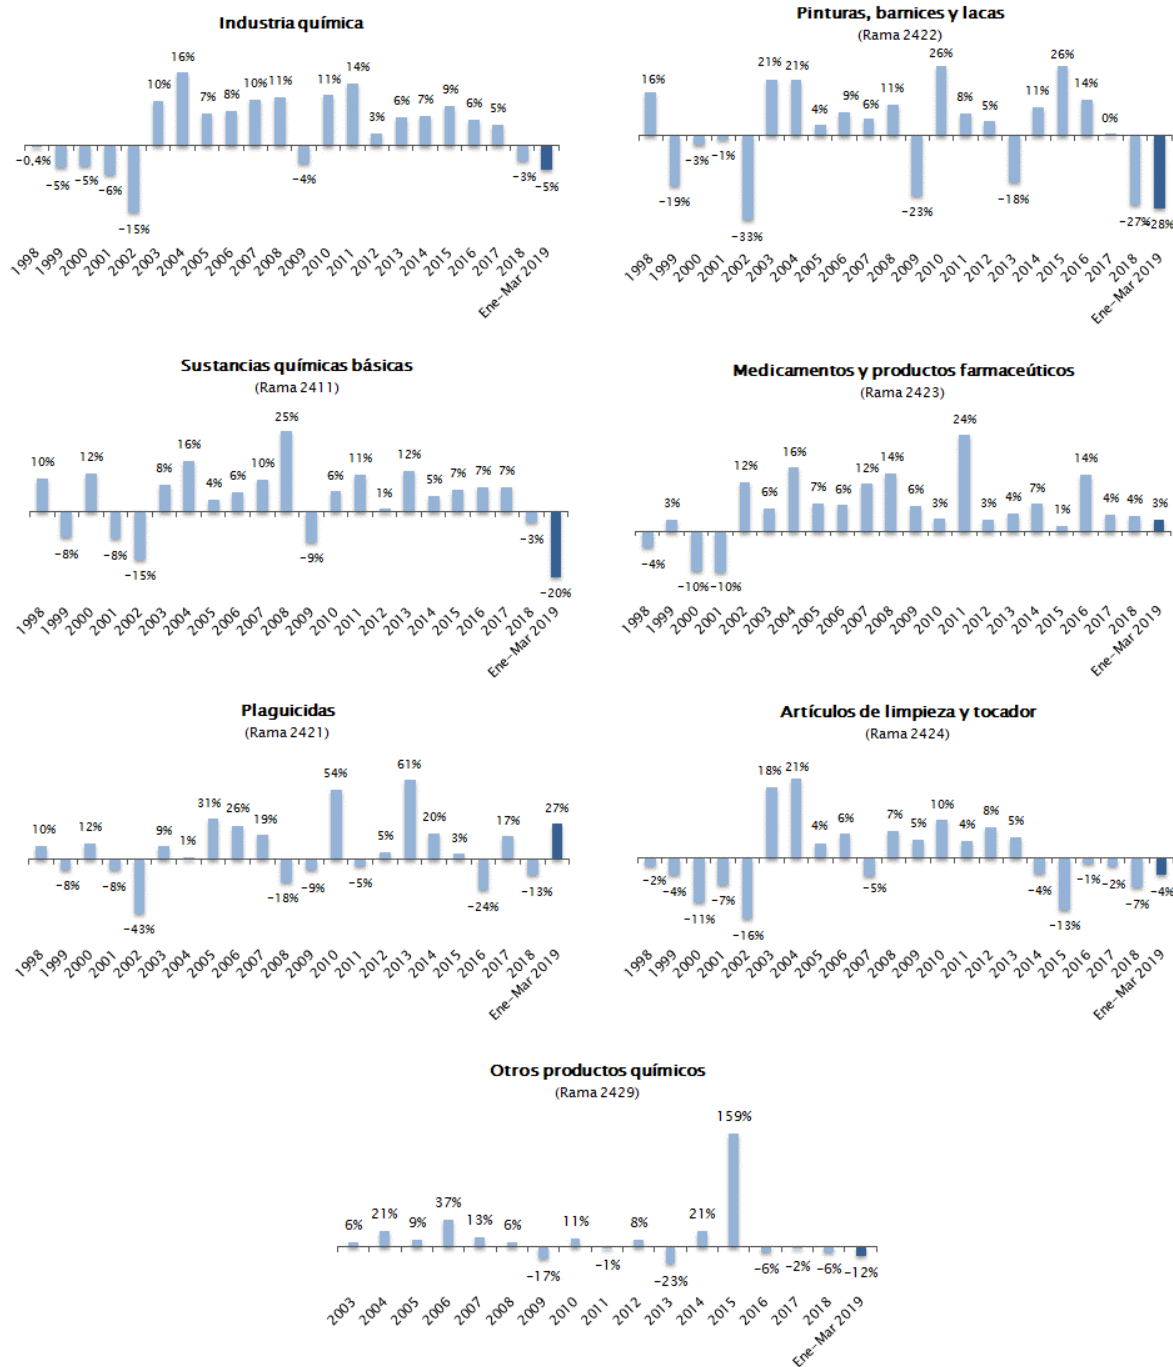 Industria química
−0,4% −5% −5% −6% −15% 10% 16% 7% 8% 10% 11% −4% 11% 14% 3% 6% 7% 9% 6% 5% −3% −5%
1998 1999 2000 2001 2002 2003 2004 2005 2006 2007 2008 2009 2010 2011 2012 2013 2014 2015 2016 2017 2018 Ene−Mar 2019
Pinturas, barnices y lacas
(Rama 2422)
16% −19% −3% −1% −33% 21% 21% 4% 9% 6% 11% −23% 26% 8% 5% −18% 11% 26% 14% 0% −27% −28%
1998 1999 2000 2001 2002 2003 2004 2005 2006 2007 2008 2009 2010 2011 2012 2013 2014 2015 2016 2017 2018 Ene−Mar 2019
Sustancias químicas básicas
(Rama 2411)
10% −8% 12% −8% −15% 8% 16% 4% 6% 10% 25% −9% 6% 11% 1% 12% 5% 7% 7% 7% −3% −20%
1998 1999 2000 2001 2002 2003 2004 2005 2006 2007 2008 2009 2010 2011 2012 2013 2014 2015 2016 2017 2018 Ene−Mar 2019
Medicamentos y productos farmaceúticos
(Rama 2423)
−4% 3% −10% −10% 12% 6% 16% 7% 6% 12% 14% 6% 3% 24% 3% 4% 7% 1% 14% 4% 4% 3%
1998 1999 2000 2001 2002 2003 2004 2005 2006 2007 2008 2009 2010 2011 2012 2013 2014 2015 2016 2017 2018 Ene−Mar 2019
Plaguicidas
(Rama 2421)
10% −8% 12% −8% −43% 9% 1% 31% 26% 19% −18% −9% 54% −5% 5% 61% 20% 3% −24% 17% −13% 27%
1998 1999 2000 2001 2002 2003 2004 2005 2006 2007 2008 2009 2010 2011 2012 2013 2014 2015 2016 2017 2018 Ene−Mar 2019
Artículos de limpieza y tocador
(Rama 2424)
−2% −4% −11% −7% −16% 18% 21% 4% 6% −5% 7% 5% 10% 4% 8% 5% −4% −13% −1% −2% −7% −4%
1998 1999 2000 2001 2002 2003 2004 2005 2006 2007 2008 2009 2010 2011 2012 2013 2014 2015 2016 2017 2018 Ene−Mar 2019
Otros productos químicos
(Rama 2429)
6% 21% 9% 37% 13% 6% −17% 11% −1% 8% −23% 21% 159% −6% −2% −6% −12%
2003 2004 2005 2006 2007 2008 2009 2010 2011 2012 2013 2014 2015 2016 2017 2018 Ene−Mar 2019